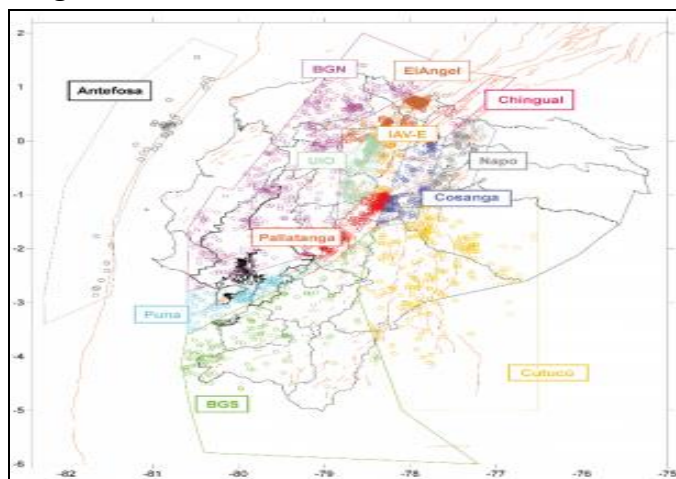 2
BGN
ElAngel
Antefosa
Chingual
1
IAV-E
0
UIO
Napo
-1
Cosanga
Pallatanga
-2
-3
Puna
-4
Cutucú
BGS
-5
-6
-82
-81
-80
-79
-78
-77
-76
-75